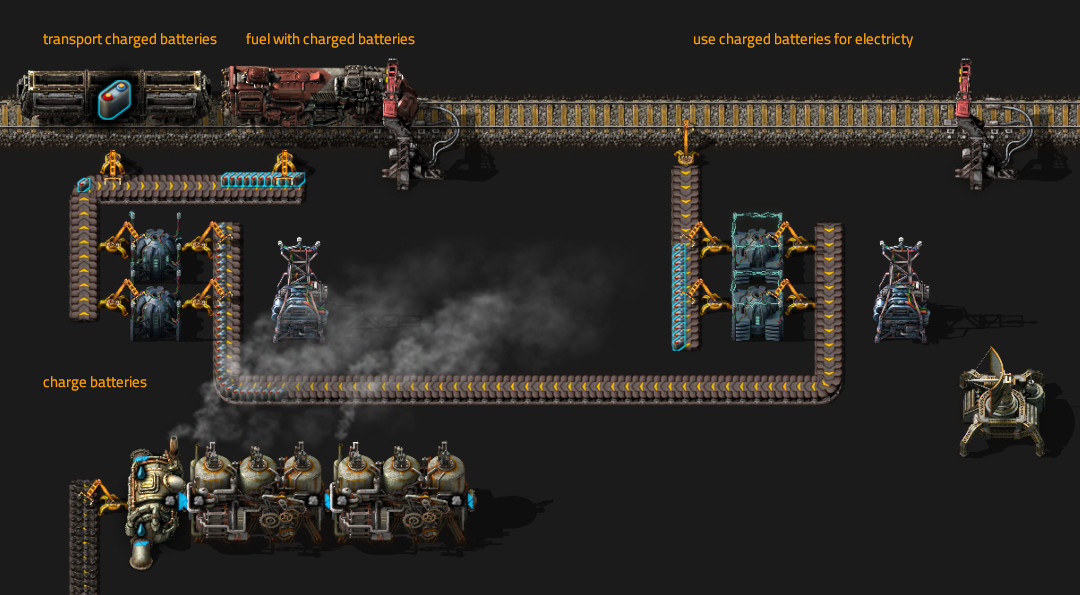 transport charged batteries
fuel with charged batteries
use charged batteries for electricty
charge batteries